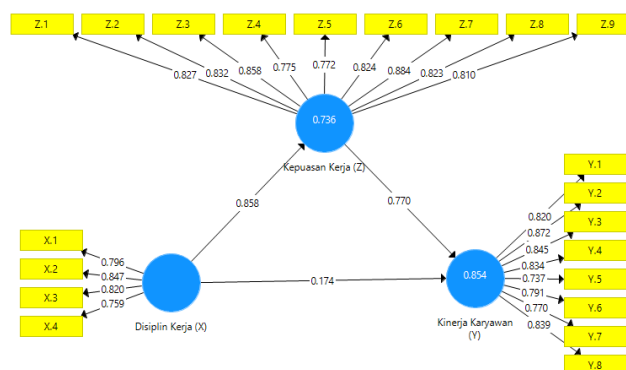 Z.1 Z.2 Z.3 Z.4 Z.5 Z.6 Z.7 Z.8 Z.9
0.827 0.832 0.858 0.775 0.772 0.824 0.884 0.823 0.810
0.736
Kepuasan Kerja (Z)
0.858
0.770
X.1
X.2
X.3
X.4
0.796
0.847
0.820
0.759
Disiplin Kerja (X)
0.174
0.854
Kinerja Karyawan
(Y)
0.820
0.872
0.845
0.834
0.737
0.791
0.770
0.839
Y.1
Y.2
Y.3
Y.4
Y.5
Y.6
Y.7
Y.8